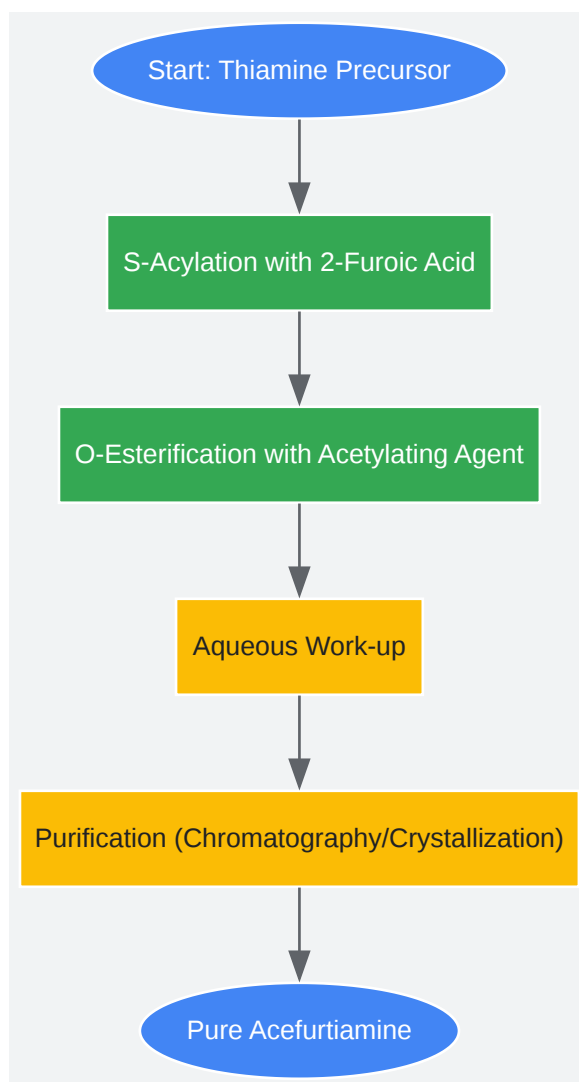 Start: Thiamine Precursor
S-Acylation with 2-Furoic Acid
O-Esterification with Acetylating Agent
Aqueous Work-up
Purification (Chromatography/Crystallization)
Pure Acefurtiamine